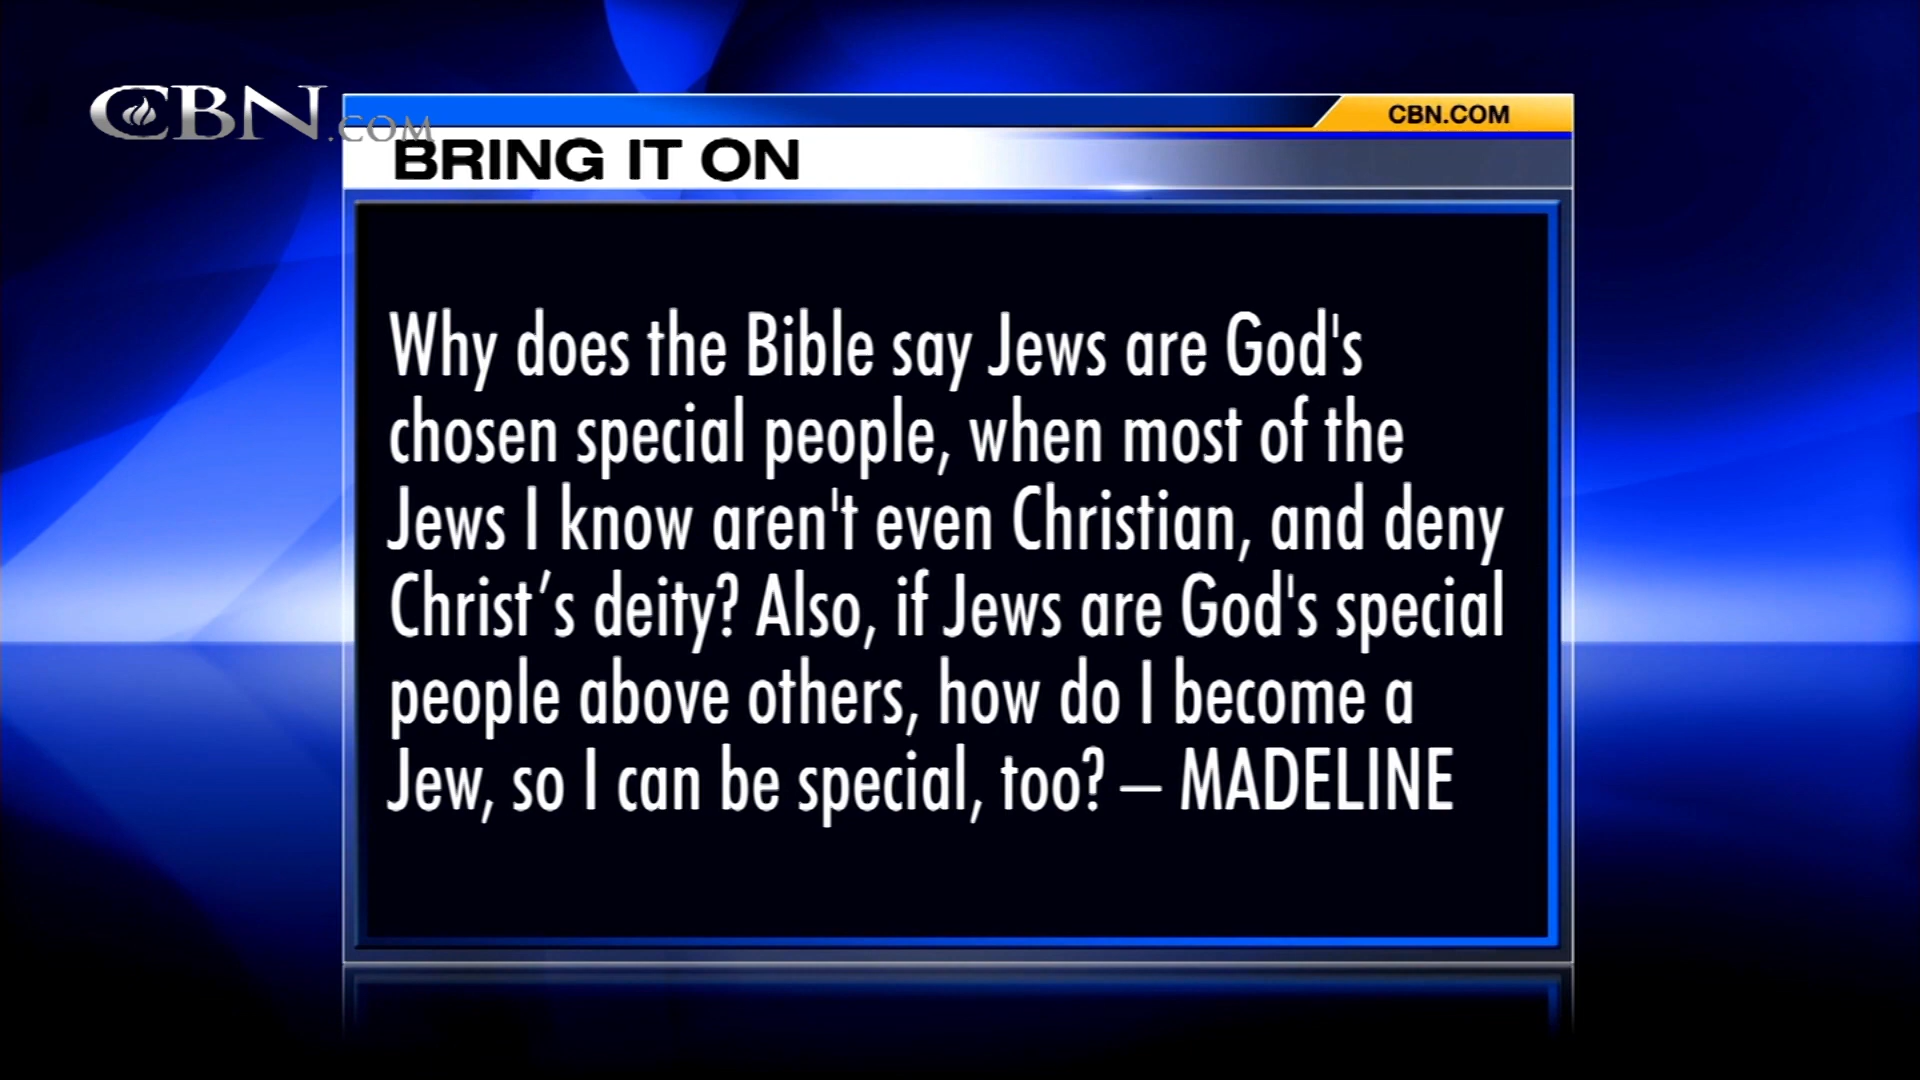 CBN.COM
CBN.COM
BRING IT ON
Why does the Bible say Jews are God's
chosen special people, when most of the
Jews I know aren't even Christian, and deny
Christ’s deity? Also, if Jews are God's special
people above others, how do I become a
Jew, so I can be special, too? – MADELINE